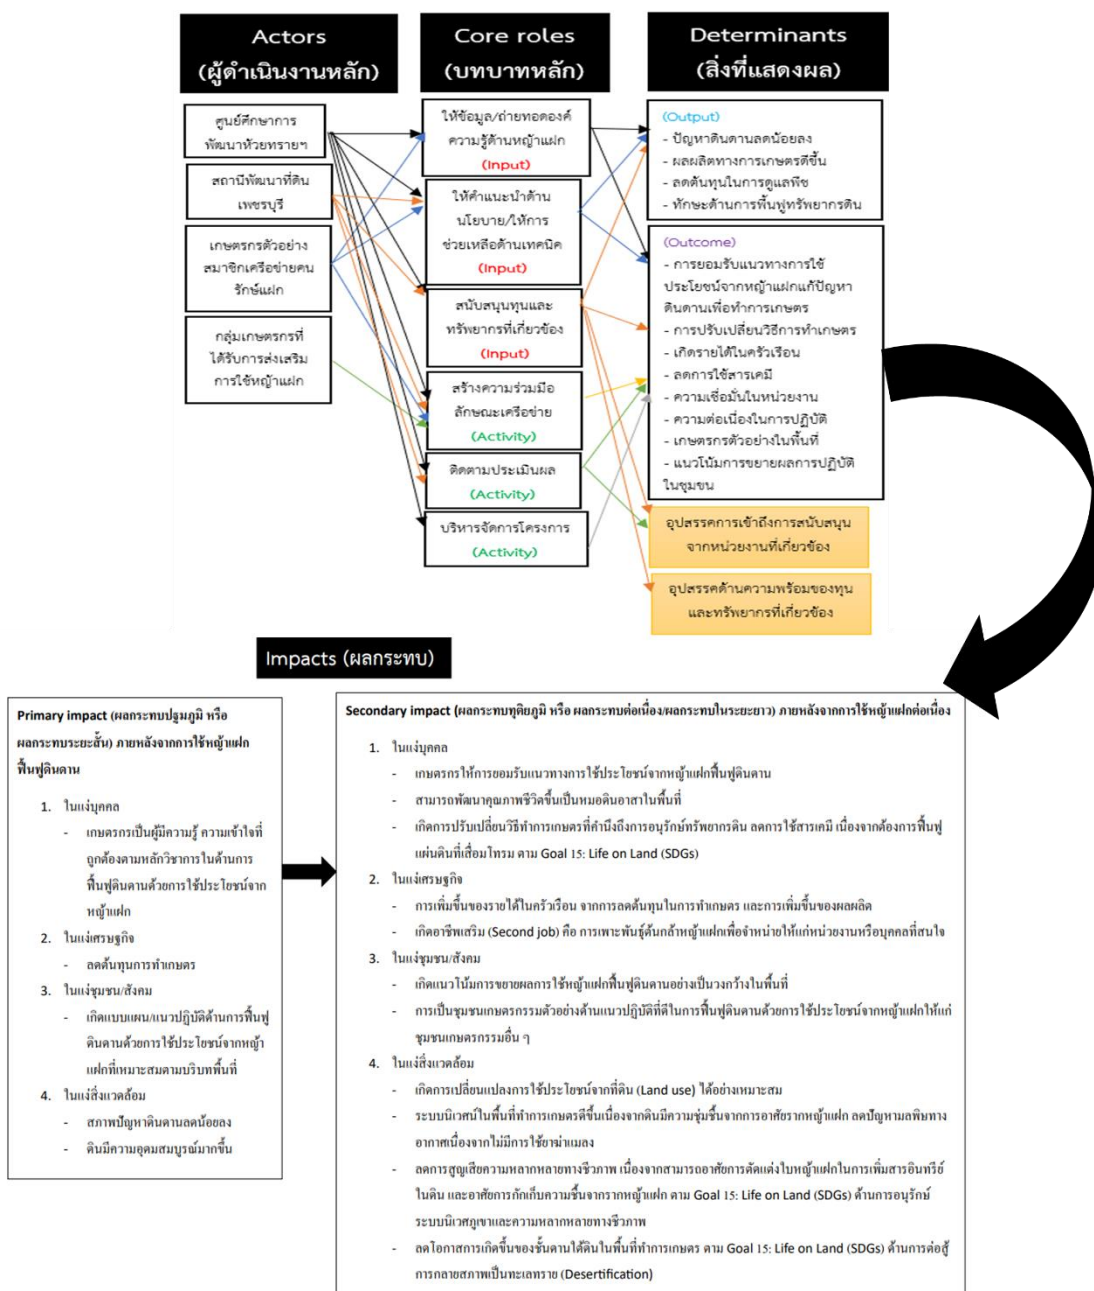 Actors
(ผู้ดำเนินงานหลัก)
ศูนย์ศึกษาการ
พัฒนาห้วยทรายฯ
สถานีพัฒนาที่ดิน
เพชรบุรี
เกษตรกรตัวอย่าง
สมาชิกเครือข่ายคน
รักษ์แฝก
กลุ่มเกษตรกรที่
ได้รับการส่งเสริม
การใช้หญ้าแฝก
Core roles
(บทบาทหลัก)
ให้ข้อมูล/ถ่ายทอดองค์
ความรู้ด้านหญ้าแฝก
(Input)
ให้คำแนะนำด้าน
นโยบาย/ให้การ
ช่วยเหลือด้านเทคนิค
(Input)
สนับสนุนทุนและ
ทรัพยากรที่เกี่ยวข้อง
(Input)
สร้างความร่วมมือ
ลักษณะเครือข่าย
(Activity)
ติดตามประเมินผล
(Activity)
บริหารจัดการโครงการ
(Activity)
Determinants
(สิ่งที่แสดงผล)
(Output)
- ปัญหาดินดานลดน้อยลง
- ผลผลิตทางการเกษตรดีขึ้น
- ลดต้นทุนในการดูแลพืช
- ทักษะด้านการฟื้นฟูทรัพยากรดิน
(Outcome)
- การยอมรับแนวทางการใช้
ประโยชน์จากหญ้าแฝกแก้ปัญหา
ดินดานเพื่อทำการเกษตร
- การปรับเปลี่ยนวิธีการทำเกษตร
- เกิดรายได้ในครัวเรือน
- ลดการใช้สารเคมี
- ความเชื่อมั่นในหน่วยงาน
- ความต่อเนื่องในการปฏิบัติ
- เกษตรกรตัวอย่างในพื้นที่
- แนวโน้มการขยายผลการปฏิบัติ
ในชุมชน
อุปสรรคการเข้าถึงการสนับสนุน
จากหน่วยงานที่เกี่ยวข้อง
อุปสรรคด้านความพร้อมของทุน
และทรัพยากรที่เกี่ยวข้อง
Impacts (ผลกระทบ)
Primary impact (ผลกระทบปฐมภูมิ หรือ
ผลกระทบระยะสั้น) ภายหลังจากการใช้หญ้าแฝก
ฟื้นฟูดินดาน
1. ในแง่บุคคล
- เกษตรกรเป็นผู้มีความรู้ ความเข้าใจที่
ถูกต้องตามหลักวิชาการในด้านการ
ฟื้นฟูดินดานด้วยการใช้ประโยชน์จาก
หญ้าแฝก
2. ในแง่เศรษฐกิจ
- ลดต้นทุนการทำเกษตร
3. ในแง่ชุมชน/สังคม
- เกิดแบบแผน/แนวปฏิบัติด้านการฟื้นฟู
ดินดานด้วยการใช้ประโยชน์จากหญ้า
แฝกที่เหมาะสมตามบริบทพื้นที่
4. ในแง่สิ่งแวดล้อม
- สภาพปัญหาดินดานลดน้อยลง
- ดินมีความอุดมสมบูรณ์มากขึ้น
Secondary impact (ผลกระทบทุติยภูมิ หรือ ผลกระทบต่อเนื่อง/ผลกระทบในระยะยาว) ภายหลังจากการใช้หญ้าแฝกต่อเนื่อง
1. ในแง่บุคคล
- เกษตรกรให้การยอมรับแนวทางการใช้ประโยชน์จากหญ้าแฝกฟื้นฟูดินดาน
- สามารถพัฒนาคุณภาพชีวิตขึ้นเป็นหมอดินอาสาในพื้นที่
- เกิดการปรับเปลี่ยนวิธีทำการเกษตรที่คำนึงถึงการอนุรักษ์ทรัพยากรดิน ลดการใช้สารเคมี เนื่องจากต้องการฟื้นฟู
แผ่นดินที่เสื่อมโทรม ตาม Goal 15: Life on Land (SDGs)
2. ในแง่เศรษฐกิจ
- การเพิ่มขึ้นของรายได้ในครัวเรือน จากการลดต้นทุนในการทำเกษตร และการเพิ่มขึ้นของผลผลิต
- เกิดอาชีพเสริม (Second job) คือ การเพาะพันธุ์ต้นกล้าหญ้าแฝกเพื่อจำหน่ายให้แก่หน่วยงานหรือบุคคลที่สนใจ
3. ในแง่ชุมชน/สังคม
- เกิดแนวโน้มการขยายผลการใช้หญ้าแฝกฟื้นฟูดินดานอย่างเป็นวงกว้างในพื้นที่
- การเป็นชุมชนเกษตรกรรมตัวอย่างด้านแนวปฏิบัติที่ดีในการฟื้นฟูดินดานด้วยการใช้ประโยชน์จากหญ้าแฝกให้แก่
ชุมชนเกษตรกรรมอื่น ๆ
4. ในแง่สิ่งแวดล้อม
- เกิดการเปลี่ยนแปลงการใช้ประโยชน์จากที่ดิน (Land use) ได้อย่างเหมาะสม
- ระบบนิเวศน์ในพื้นที่ทำการเกษตรดีขึ้นเนื่องจากดินมีความชุ่มชื้นจากการอาศัยรากหญ้าแฝก ลดปัญหามลพิษทาง
อากาศเนื่องจากไม่มีการใช้ยาฆ่าแมลง
- ลดการสูญเสียความหลากหลายทางชีวภาพ เนื่องจากสามารถอาศัยการตัดแต่งใบหญ้าแฝกในการเพิ่มสารอินทรีย์
ในดิน และอาศัยการกักเก็บความชื้นจากรากหญ้าแฝก ตาม Goal 15: Life on Land (SDGs) ด้านการอนุรักษ์
ระบบนิเวศภูเขาและความหลากหลายทางชีวภาพ
- ลดโอกาสการเกิดขึ้นของชั้นดานใต้ดินในพื้นที่ทำการเกษตร ตาม Goal 15: Life on Land (SDGs) ด้านการต่อสู้
การกลายสภาพเป็นทะเลทราย (Desertification)